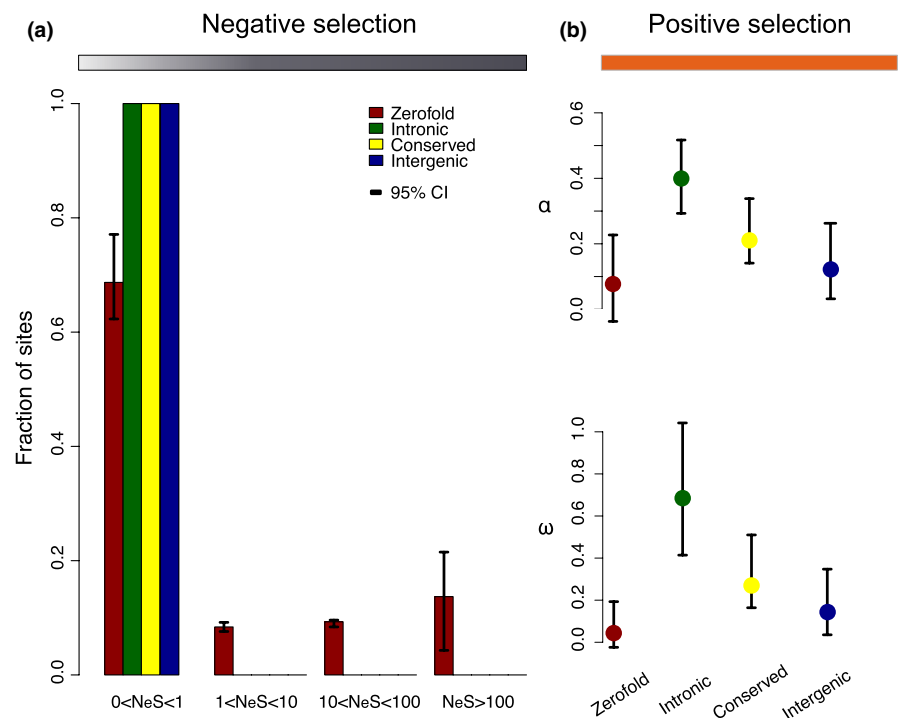 (a)
Negative selection
Fraction of sites
1.0
0.8
0.6
0.4
0.2
0.0
Zerofold
Intronic
Conserved
Intergenic
95% CI
0<NeS<1
1<NeS<10
10<NeS<100
NeS>100
(b)
Positive selection
α
0.6
0.4
0.2
0.0
ω
1.0
0.8
0.6
0.4
0.2
0.0
Zerofold
Intronic
Conserved
Intergenic